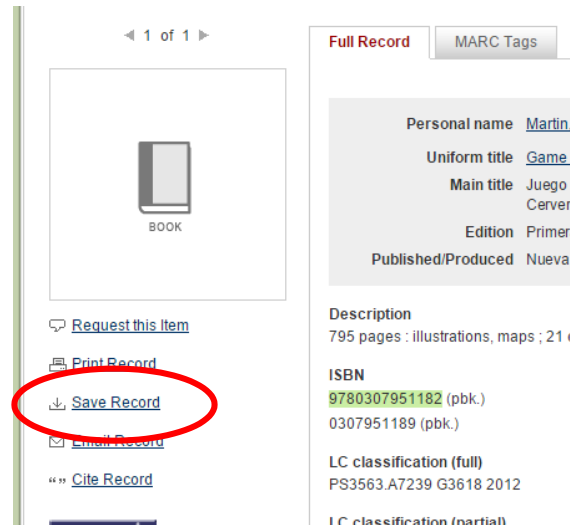 1 of 1
BOOK
Request this Item
Print Record
Save Record
Email Record
“” Cite Record
Full Record
MARC Tags
Personal name Martin,
Uniform title Game
Main title Juego
Cerver
Edition Primer
Published/Produced Nueva
Description
795 pages : illustrations, maps ; 21
ISBN
9780307951182 (pbk.)
0307951189 (pbk.)
LC classification (full)
PS3563.A7239 G3618 2012
LC classification (partial)